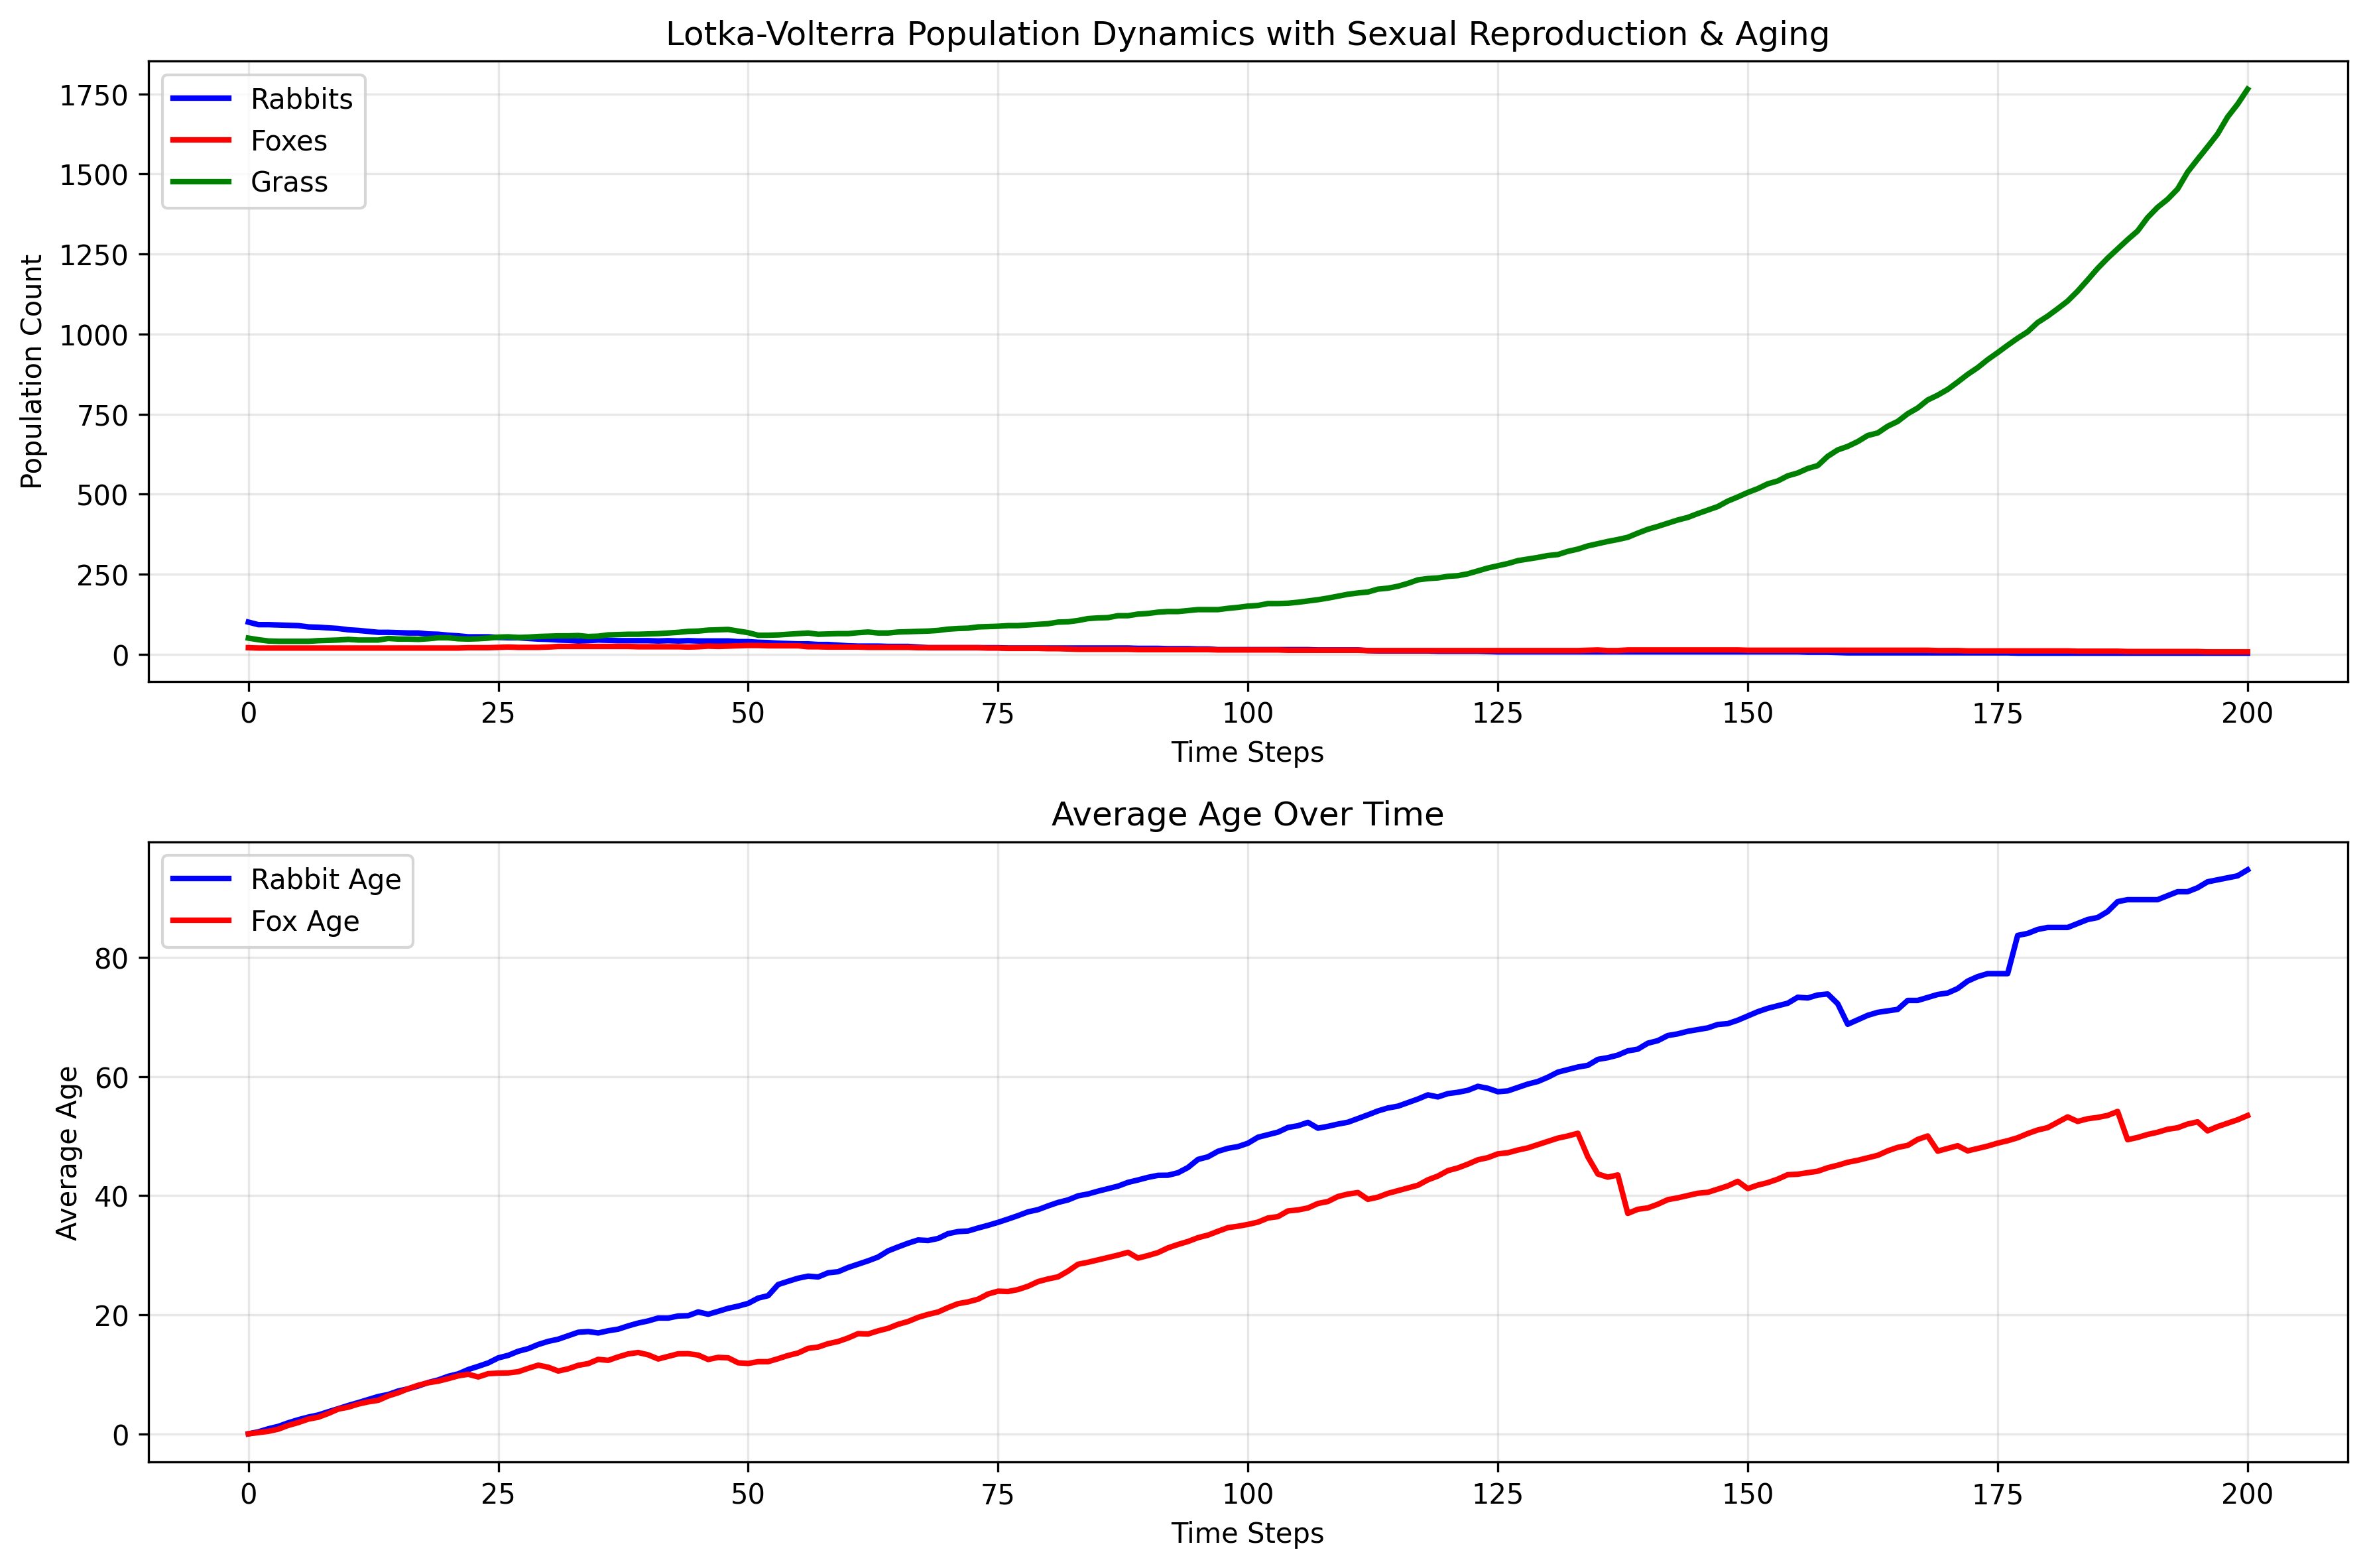 Lotka-Volterra Population Dynamics with Sexual Reproduction & Aging
Rabbits
Foxes
Grass
Population Count
1750
1500
1250
1000
750
500
250
0
0 25 50 75 100 125 150 175 200
Time Steps
Average Age Over Time
Rabbit Age
Fox Age
Average Age
80
60
40
20
0
0 25 50 75 100 125 150 175 200
Time Steps